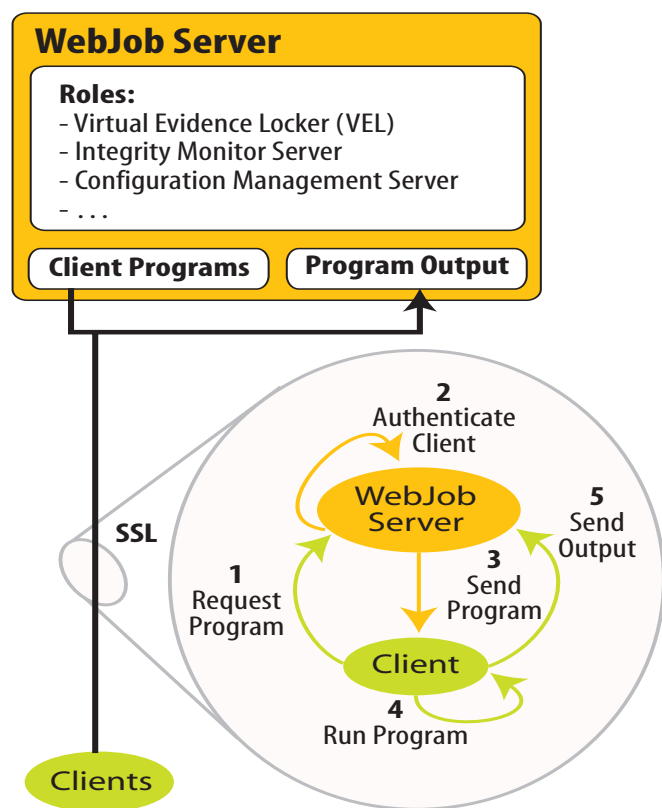 WebJob Server
Roles:
- Virtual Evidence Locker (VEL)
- Integrity Monitor Server
- Configuration Management Server
- . . .
Client Programs
Program Output
SSL
2
Authenticate
Client
WebJob
Server
1
Request
Program
3
Send
Program
5
Send
Output
Client
4
Run Program
Clients